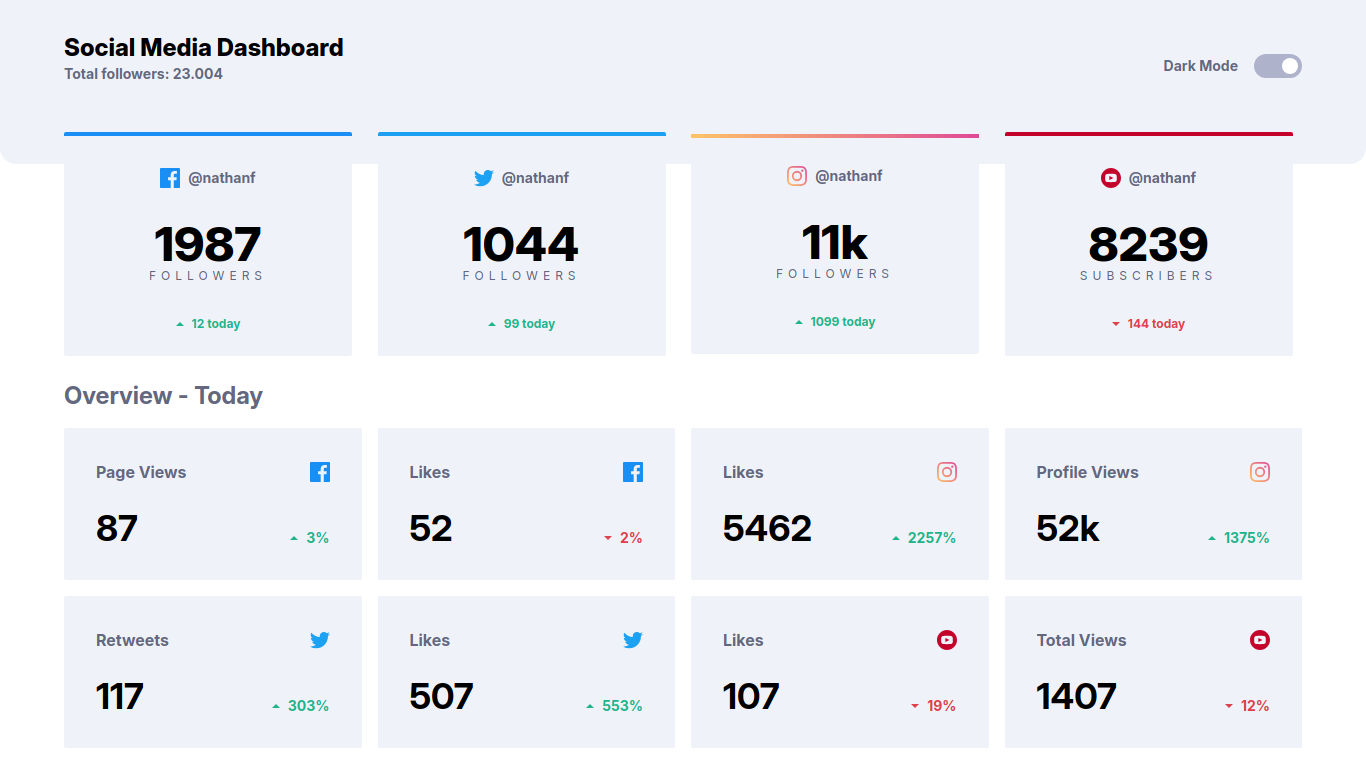 Social Media Dashboard
Total followers: 23.004
Dark Mode
@nathanf
1987
FOLLOWERS
12 today
@nathanf
1044
FOLLOWERS
99 today
@nathanf
11k
FOLLOWERS
1099 today
@nathanf
8239
SUBSCRIBERS
144 today
Overview - Today
Page Views
87
3%
Likes
52
2%
Likes
5462
2257%
Profile Views
52k
1375%
Retweets
117
303%
Likes
507
553%
Likes
107
19%
Total Views
1407
12%